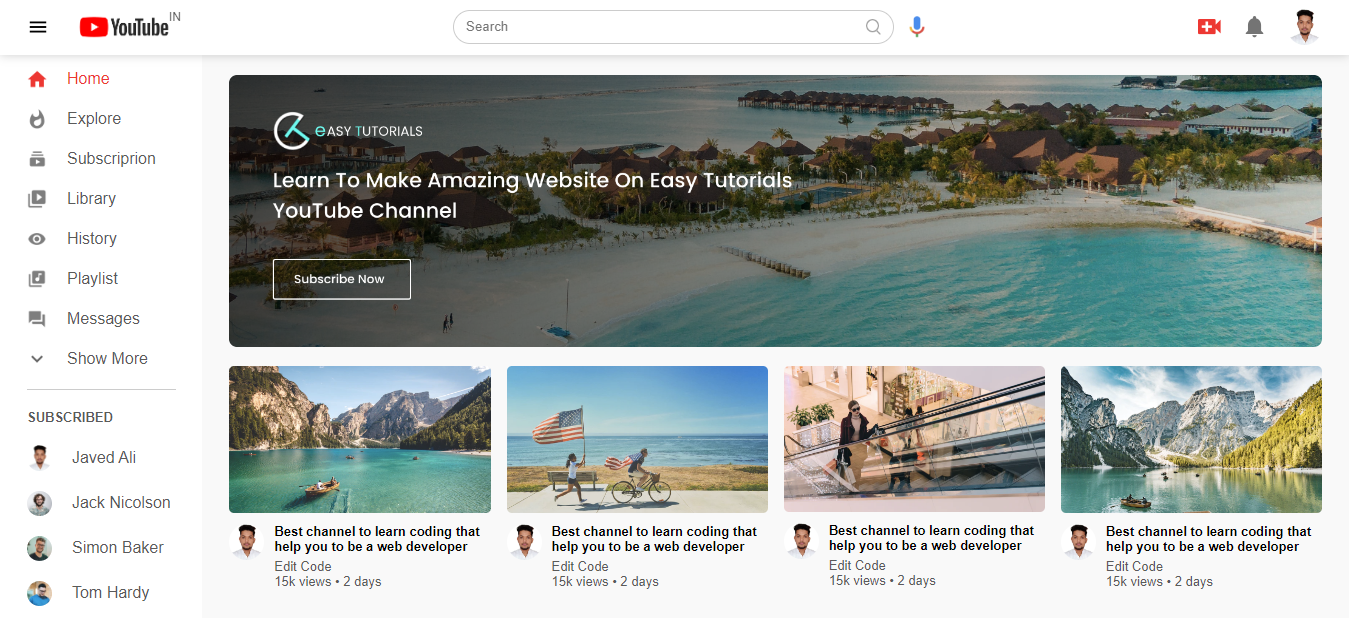 YouTube IN
Search
Home
Explore
Subscriprion
Library
History
Playlist
Messages
Show More
SUBSCRIBED
Javed Ali
Jack Nicolson
Simon Baker
Tom Hardy
eASY TUTORIALS
Learn To Make Amazing Website On Easy Tutorials
YouTube Channel
Subscribe Now
Best channel to learn coding that
help you to be a web developer
Edit Code
15k views • 2 days
Best channel to learn coding that
help you to be a web developer
Edit Code
15k views • 2 days
Best channel to learn coding that
help you to be a web developer
Edit Code
15k views • 2 days
Best channel to learn coding that
help you to be a web developer
Edit Code
15k views • 2 days